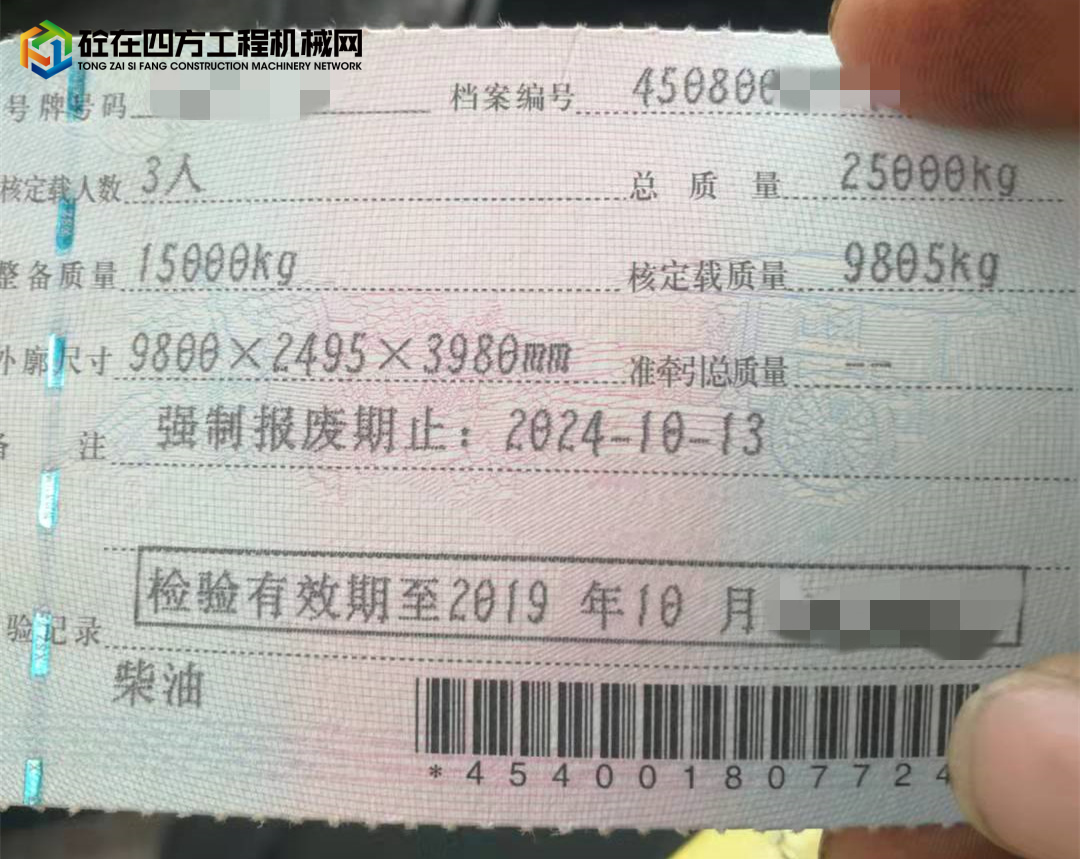 砼在四方工程机械网
TONG ZAI SI FANG CONSTRUCTION MACHINERY NETWORK
号牌号码 档案编号 450800
核定载人数 3人 总质量 25000kg
整备质量 15000kg 核定载质量 9805kg
外廓尺寸 9800×2495×3980mm 准牵引总质量 --
备注 强制报废期止：2024-10-13
检验有效期至2019 年10 月
验记录
柴油
*454001807724